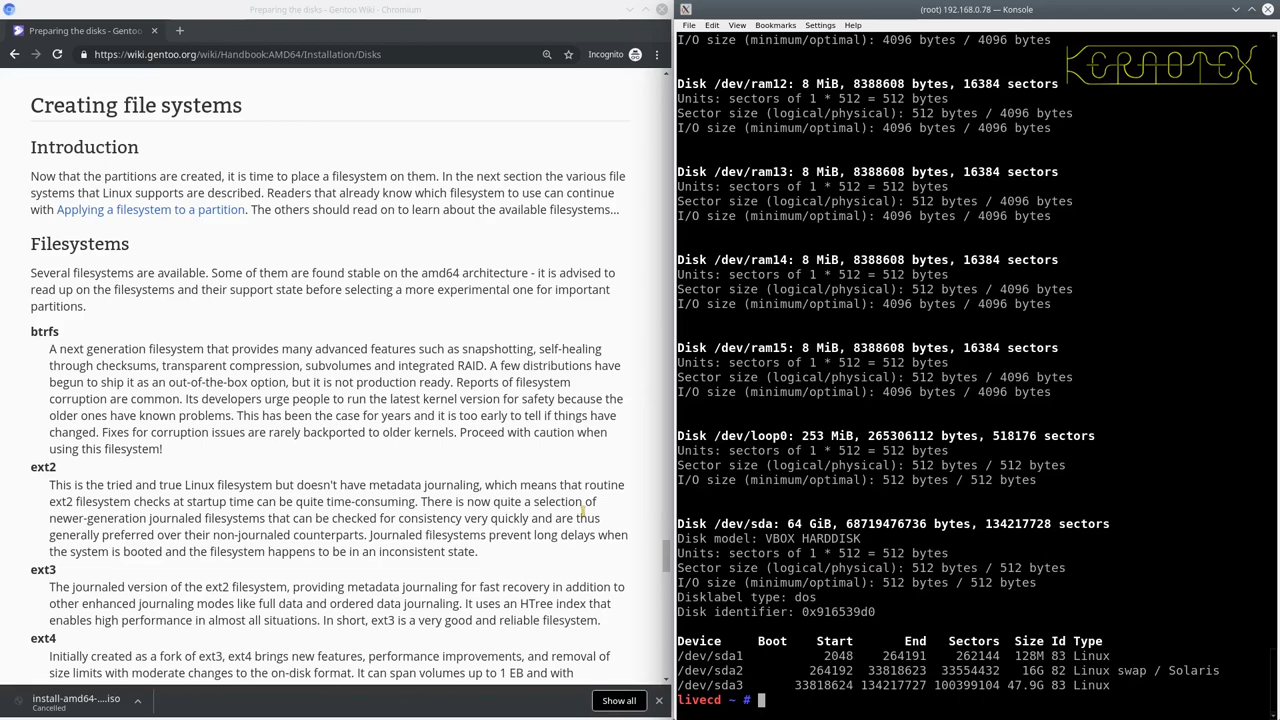 Preparing the disks - Gentoo Wiki - Chromium
Preparing the disks - Gentoo
https://wiki.gentoo.org/wiki/Handbook:AMD64/Installation/Disks
Incognito
Creating file systems
Introduction
Now that the partitions are created, it is time to place a filesystem on them. In the next section the various file
systems that Linux supports are described. Readers that already know which filesystem to use can continue
with Applying a filesystem to a partition. The others should read on to learn about the available filesystems...
Filesystems
Several filesystems are available. Some of them are found stable on the amd64 architecture - it is advised to
read up on the filesystems and their support state before selecting a more experimental one for important
partitions.
btrfs
A next generation filesystem that provides many advanced features such as snapshotting, self-healing
through checksums, transparent compression, subvolumes and integrated RAID. A few distributions have
begun to ship it as an out-of-the-box option, but it is not production ready. Reports of filesystem
corruption are common. Its developers urge people to run the latest kernel version for safety because the
older ones have known problems. This has been the case for years and it is too early to tell if things have
changed. Fixes for corruption issues are rarely backported to older kernels. Proceed with caution when
using this filesystem!
ext2
This is the tried and true Linux filesystem but doesn't have metadata journaling, which means that routine
ext2 filesystem checks at startup time can be quite time-consuming. There is now quite a selection of
newer-generation journaled filesystems that can be checked for consistency very quickly and are thus
generally preferred over their non-journaled counterparts. Journaled filesystems prevent long delays when
the system is booted and the filesystem happens to be in an inconsistent state.
ext3
The journaled version of the ext2 filesystem, providing metadata journaling for fast recovery in addition to
other enhanced journaling modes like full data and ordered data journaling. It uses an HTree index that
enables high performance in almost all situations. In short, ext3 is a very good and reliable filesystem.
ext4
Initially created as a fork of ext3, ext4 brings new features, performance improvements, and removal of
size limits with moderate changes to the on-disk format. It can span volumes up to 1 EB and with
install-amd64-....iso
Cancelled
Show all
(root) 192.168.0.78 — Konsole
File Edit View Bookmarks Settings Help
KERAOTEX
I/O size (minimum/optimal): 4096 bytes / 4096 bytes
Disk /dev/ram12: 8 MiB, 8388608 bytes, 16384 sectors
Units: sectors of 1 * 512 = 512 bytes
Sector size (logical/physical): 512 bytes / 4096 bytes
I/O size (minimum/optimal): 4096 bytes / 4096 bytes
Disk /dev/ram13: 8 MiB, 8388608 bytes, 16384 sectors
Units: sectors of 1 * 512 = 512 bytes
Sector size (logical/physical): 512 bytes / 4096 bytes
I/O size (minimum/optimal): 4096 bytes / 4096 bytes
Disk /dev/ram14: 8 MiB, 8388608 bytes, 16384 sectors
Units: sectors of 1 * 512 = 512 bytes
Sector size (logical/physical): 512 bytes / 4096 bytes
I/O size (minimum/optimal): 4096 bytes / 4096 bytes
Disk /dev/ram15: 8 MiB, 8388608 bytes, 16384 sectors
Units: sectors of 1 * 512 = 512 bytes
Sector size (logical/physical): 512 bytes / 4096 bytes
I/O size (minimum/optimal): 4096 bytes / 4096 bytes
Disk /dev/loop0: 253 MiB, 265306112 bytes, 518176 sectors
Units: sectors of 1 * 512 = 512 bytes
Sector size (logical/physical): 512 bytes / 512 bytes
I/O size (minimum/optimal): 512 bytes / 512 bytes
Disk /dev/sda: 64 GiB, 68719476736 bytes, 134217728 sectors
Disk model: VBOX HARDDISK
Units: sectors of 1 * 512 = 512 bytes
Sector size (logical/physical): 512 bytes / 512 bytes
I/O size (minimum/optimal): 512 bytes / 512 bytes
Disklabel type: dos
Disk identifier: 0x916539d0
Device Boot Start End Sectors Size Id Type
/dev/sda1 2048 264191 262144 128M 83 Linux
/dev/sda2 264192 33818623 33554432 16G 82 Linux swap / Solaris
/dev/sda3 33818624 134217727 100399104 47.9G 83 Linux
livecd ~ #